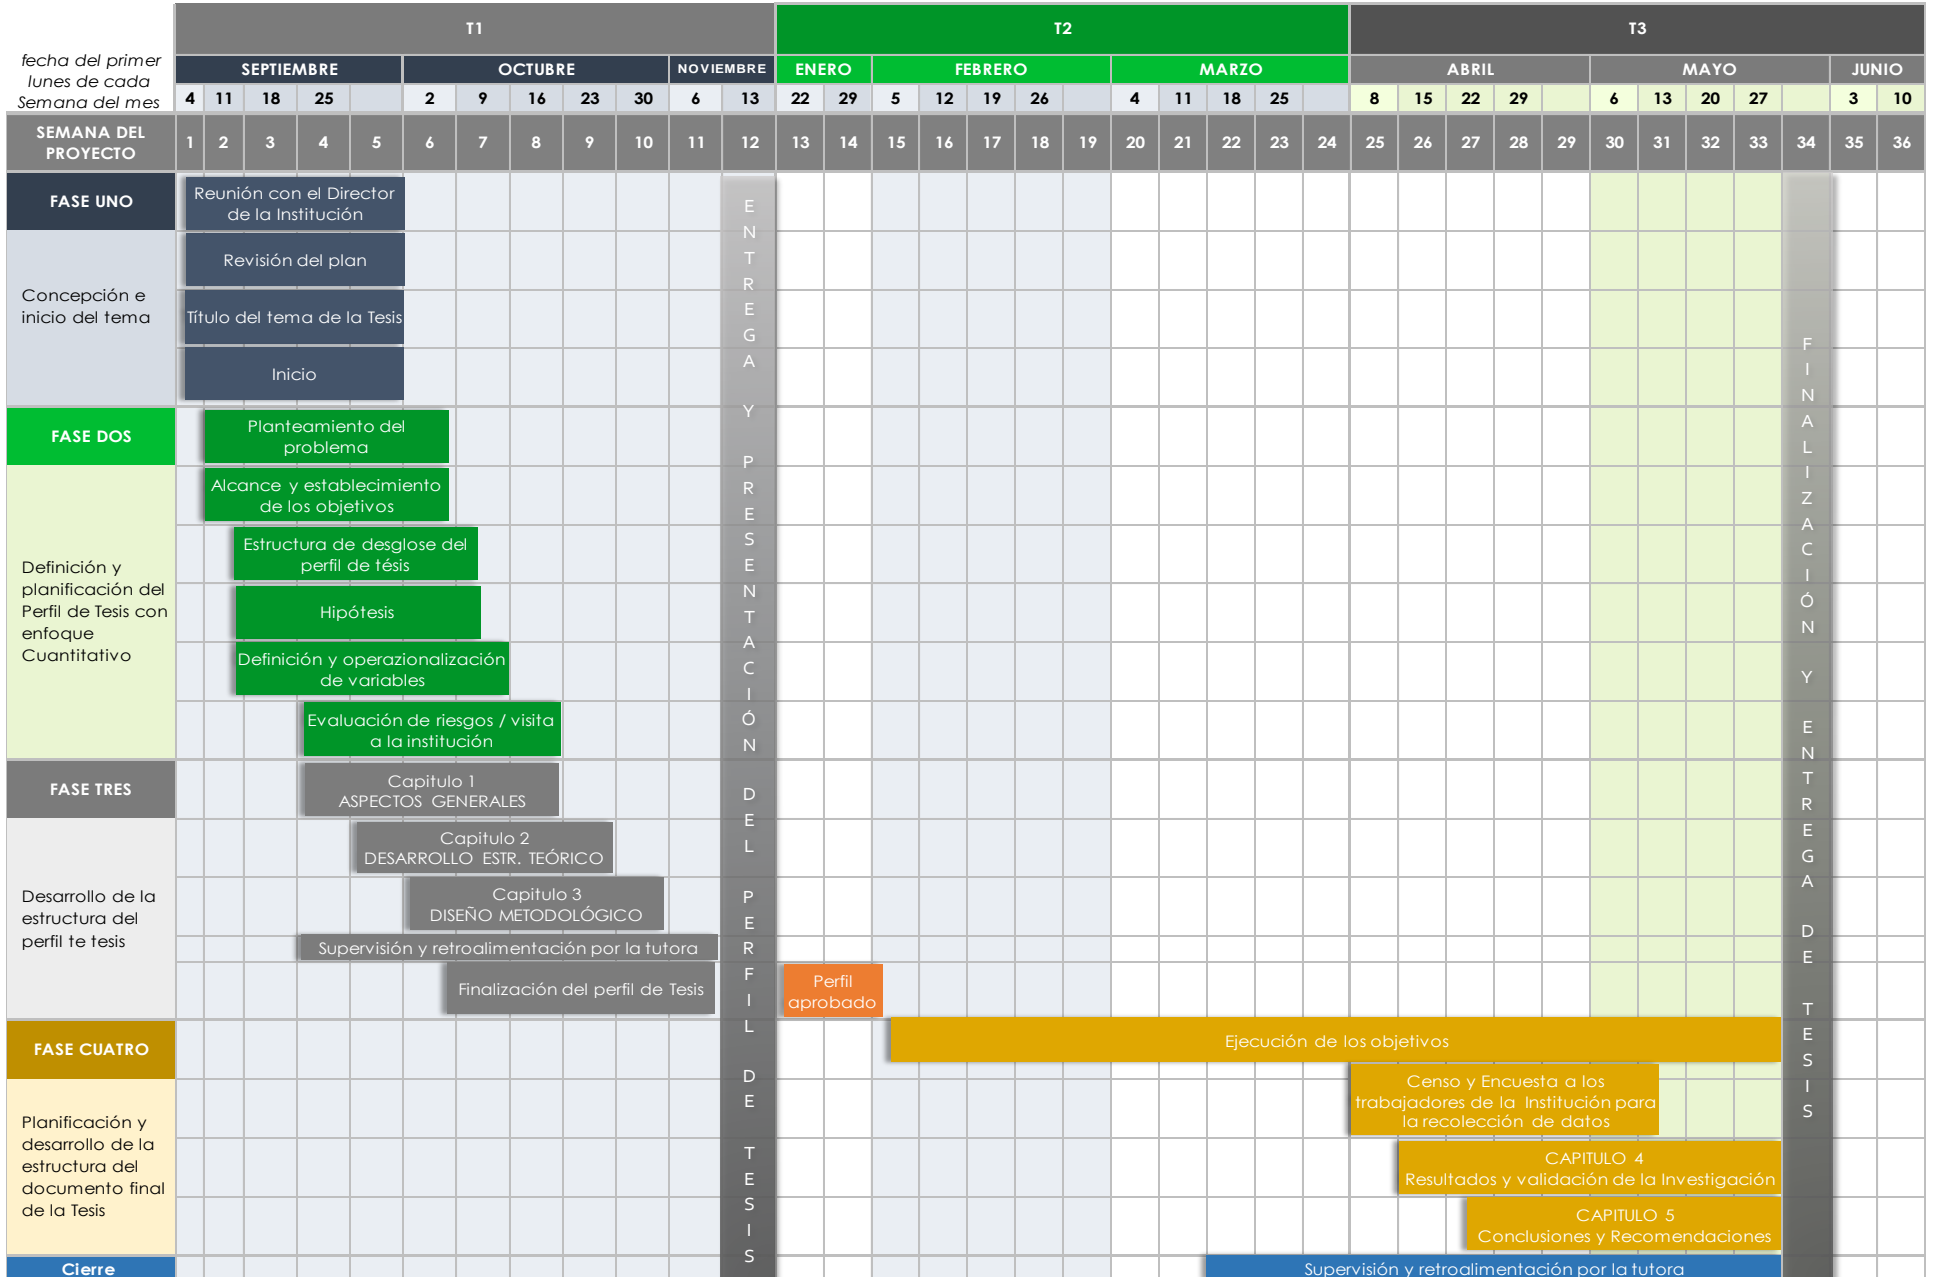 T1 T2 T3
fecha del primer
lunes de cada
Semana del mes
SEPTIEMBRE OCTUBRE NOVIEMBRE ENERO FEBRERO MARZO ABRIL MAYO JUNIO
4 11 18 25 2 9 16 23 30 6 13 22 29 5 12 19 26 4 11 18 25 8 15 22 29 6 13 20 27 3 10
SEMANA DEL
PROYECTO
1 2 3 4 5 6 7 8 9 10 11 12 13 14 15 16 17 18 19 20 21 22 23 24 25 26 27 28 29 30 31 32 33 34 35 36
FASE UNO
Reunión con el Director
de la Institución
Concepción e
inicio del tema
Revisión del plan
Título del tema de la Tesis
Inicio
FASE DOS
Planteamiento del
problema
Definición y
planificación del
Perfil de Tesis con
enfoque
Cuantitativo
Alcance y establecimiento
de los objetivos
Estructura de desglose del
perfil de tésis
Hipótesis
Definición y operazionalización
de variables
Evaluación de riesgos / visita
a la institución
FASE TRES
Capitulo 1
ASPECTOS GENERALES
Desarrollo de la
estructura del
perfil te tesis
Capitulo 2
DESARROLLO ESTR. TEÓRICO
Capitulo 3
DISEÑO METODOLÓGICO
Supervisión y retroalimentación por la tutora
Finalización del perfil de Tesis
Perfil
aprobado
ENTREGA Y PRESENTACIÓN DEL PERFIL DE TESIS
FINALIZACIÓN Y ENTREGA DE TESIS
FASE CUATRO
Ejecución de los objetivos
Planificación y
desarrollo de la
estructura del
documento final
de la Tesis
Censo y Encuesta a los
trabajadores de la Institución para
la recolección de datos
CAPITULO 4
Resultados y validación de la Investigación
CAPITULO 5
Conclusiones y Recomendaciones
Cierre
Supervisión y retroalimentación por la tutora